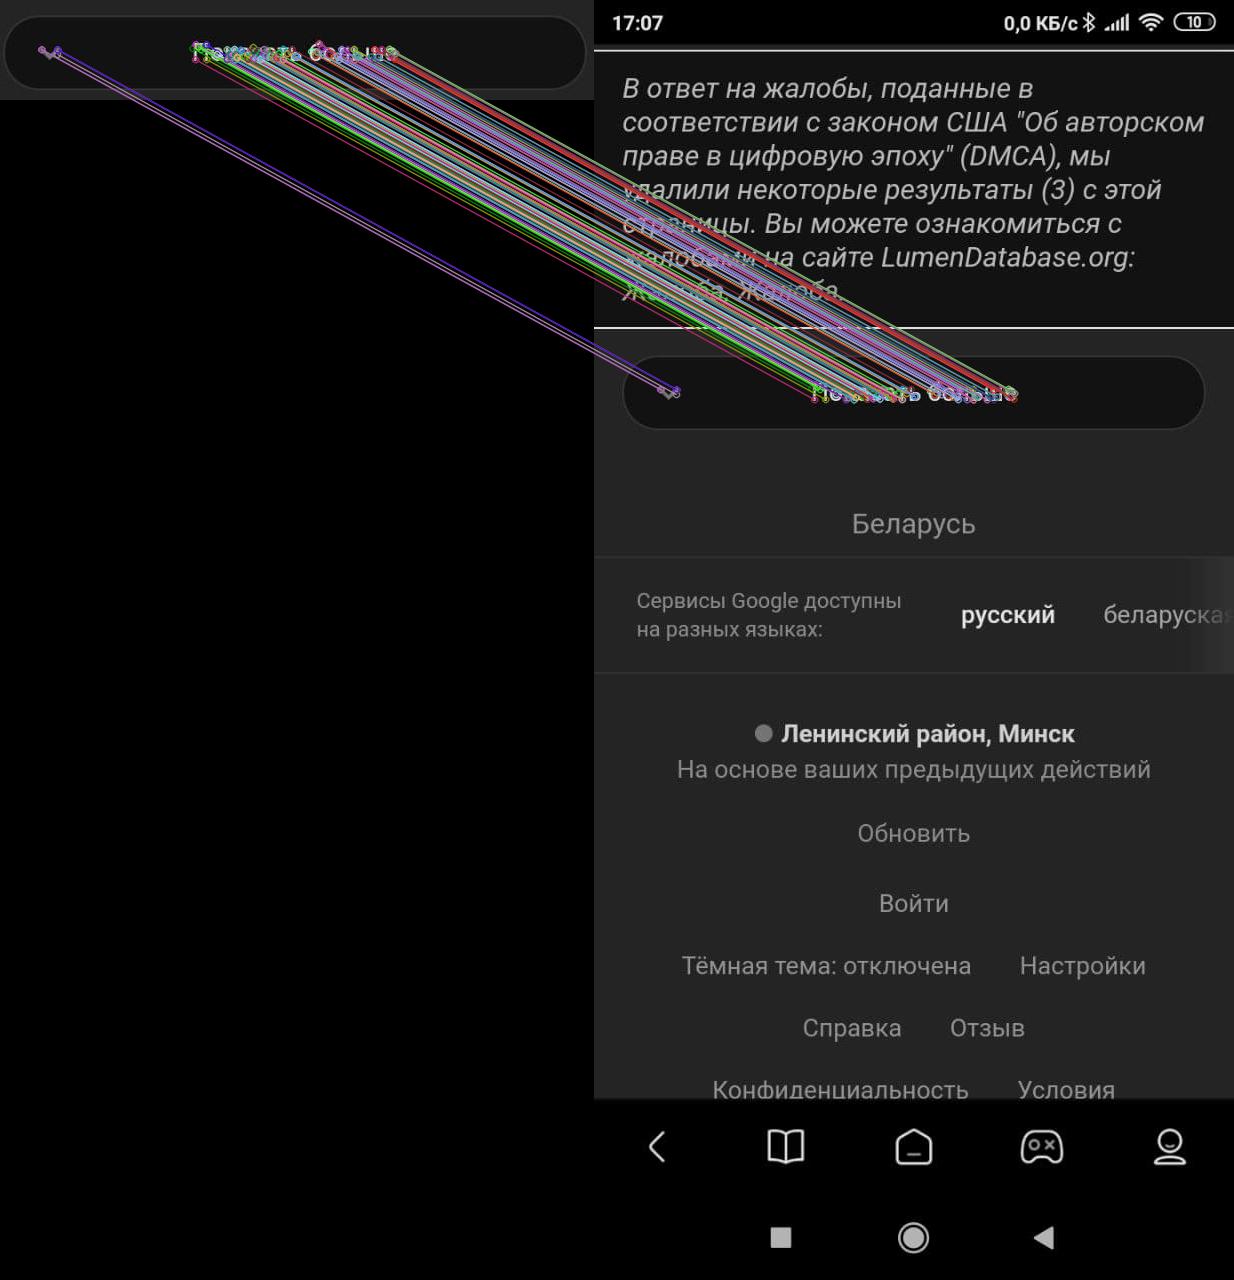 больше
17:07
0,0 КБ/с
10
В ответ на жалобы, поданные в
соответствии с законом США "Об авторском
праве в цифровую эпоху" (DMCA), мы
удалили некоторые результаты (3) с этой
страницы. Вы можете ознакомиться с
жалобами на сайте LumenDatabase.org:
Жалоба, Жалоба.
Показать больше
Беларусь
Сервисы Google доступны
на разных языках:
русский
беларуская
Ленинский район, Минск
На основе ваших предыдущих действий
Обновить
Войти
Тёмная тема: отключена
Настройки
Справка
Отзыв
Конфиденциальность
Условия